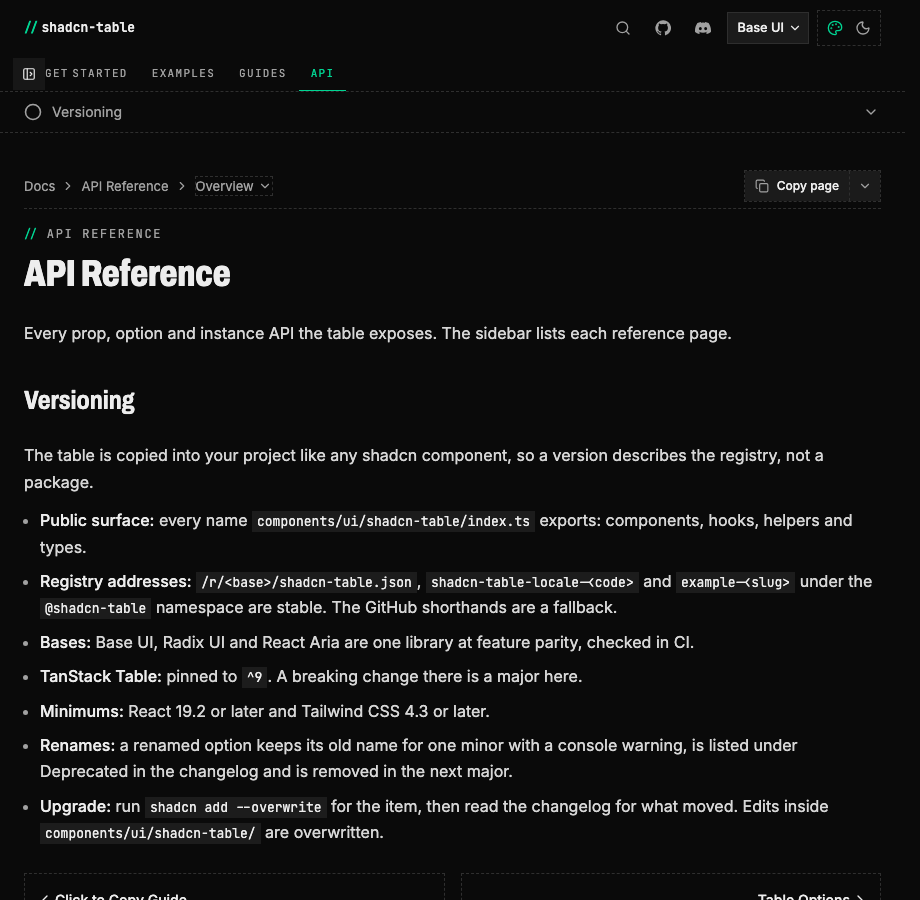 // shadcn-table
Base UI
GET STARTED
EXAMPLES
GUIDES
API
Versioning
Docs > API Reference > Overview
Copy page
// API REFERENCE
API Reference
Every prop, option and instance API the table exposes. The sidebar lists each reference page.
Versioning
The table is copied into your project like any shadcn component, so a version describes the registry, not a
package.
• Public surface: every name components/ui/shadcn-table/index.ts exports: components, hooks, helpers and
types.
• Registry addresses: /r/<base>/shadcn-table.json, shadcn-table-locale-<code> and example-<slug> under the
@shadcn-table namespace are stable. The GitHub shorthands are a fallback.
• Bases: Base UI, Radix UI and React Aria are one library at feature parity, checked in CI.
• TanStack Table: pinned to ^9. A breaking change there is a major here.
• Minimums: React 19.2 or later and Tailwind CSS 4.3 or later.
• Renames: a renamed option keeps its old name for one minor with a console warning, is listed under
Deprecated in the changelog and is removed in the next major.
• Upgrade: run shadcn add --overwrite for the item, then read the changelog for what moved. Edits inside
components/ui/shadcn-table/ are overwritten.
Click to Copy Guide
Table Options